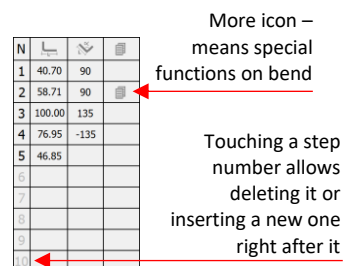 More icon –
means special
functions on bend
N
1 40.70 90
2 58.71 90
3 100.00 135
4 76.95 -135
5 46.85
6
7
8
9
10
Touching a step
number allows
deleting it or
inserting a new one
right after it